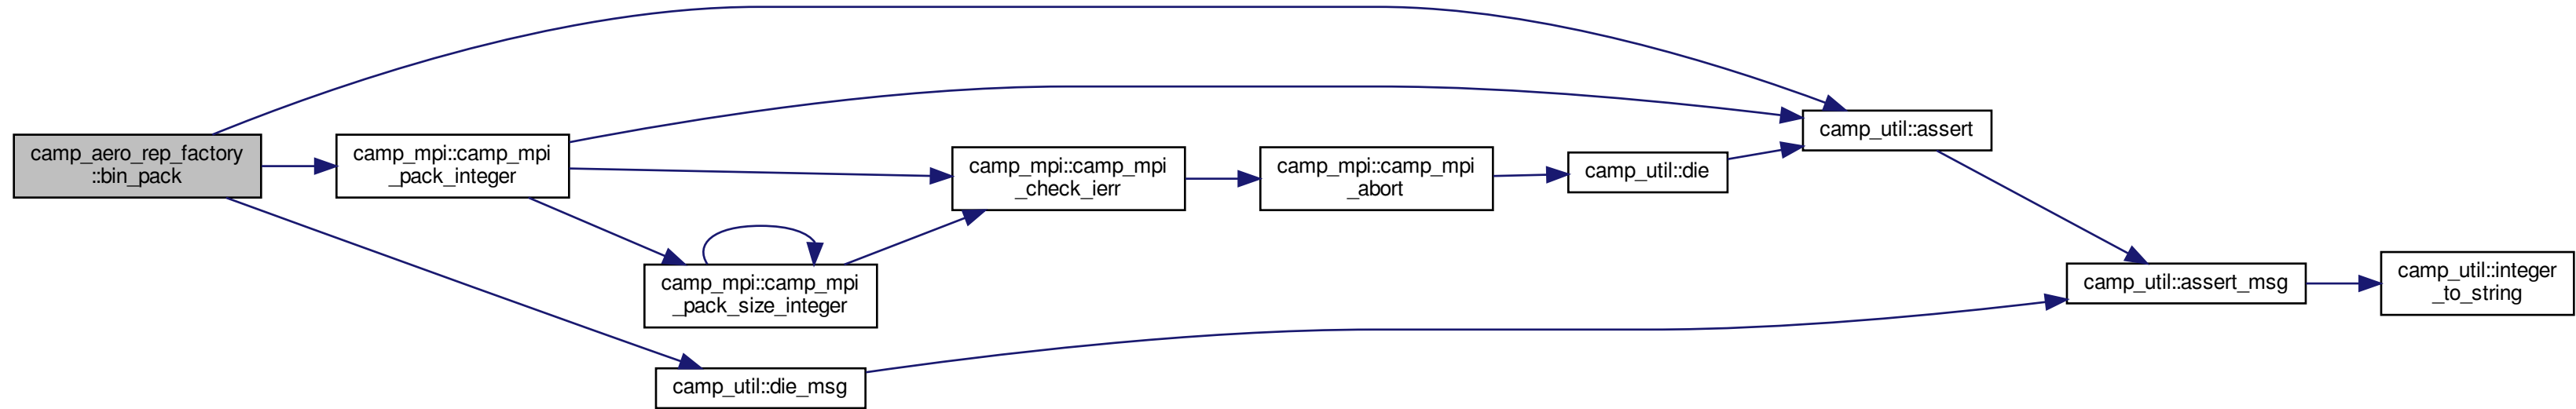 camp_aero_rep_factory
::bin_pack
camp_mpi::camp_mpi
_pack_integer
camp_mpi::camp_mpi
_pack_size_integer
camp_util::die_msg
camp_mpi::camp_mpi
_check_ierr
camp_mpi::camp_mpi
_abort
camp_util::die
camp_util::assert
camp_util::assert_msg
camp_util::integer
_to_string